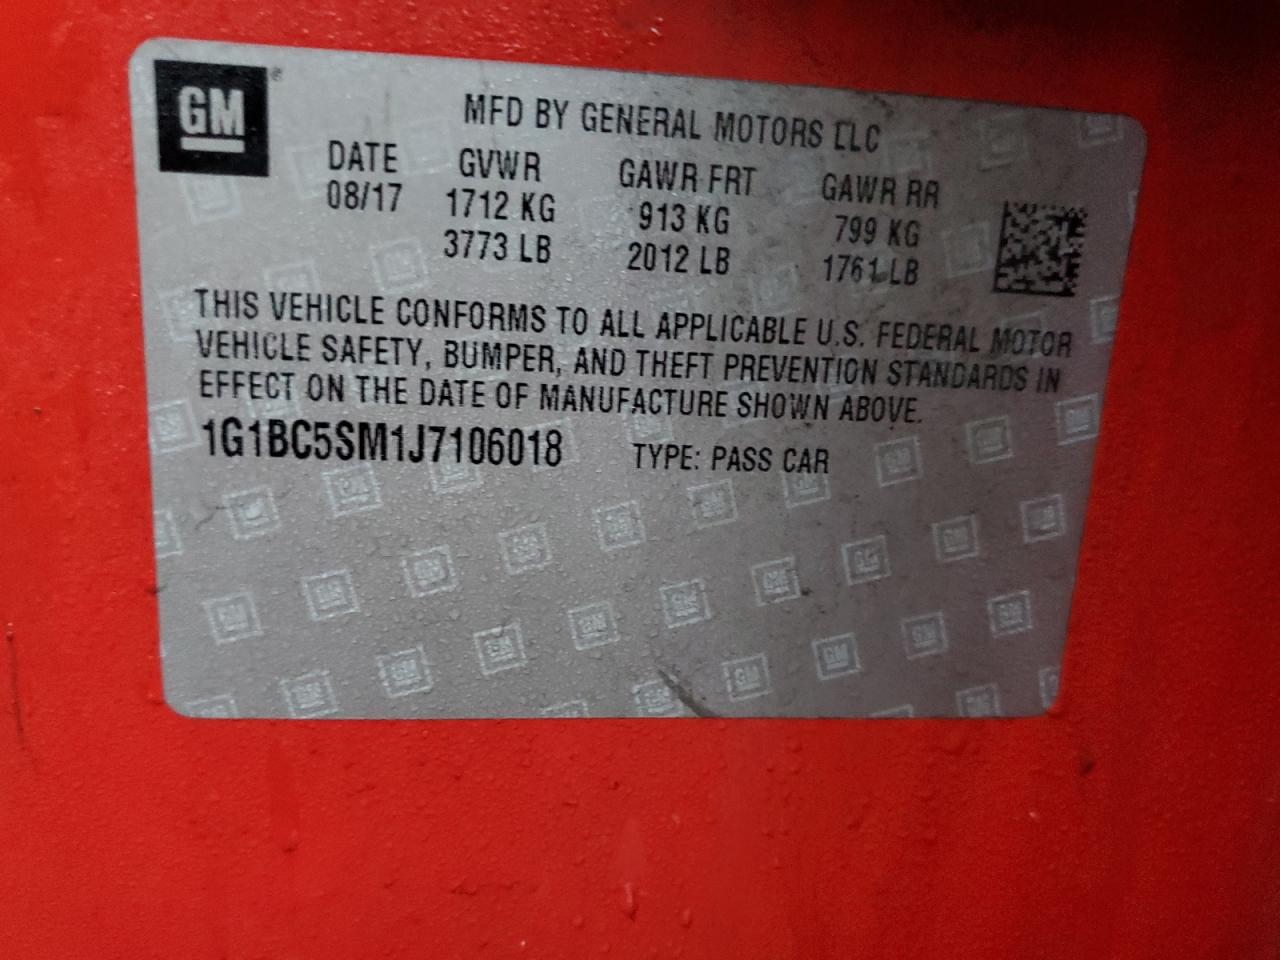 GM
MFD BY GENERAL MOTORS LLC
DATE GVWR GAWR FRT GAWR RR
08/17 1712 KG 913 KG 799 KG
3773 LB 2012 LB 1761 LB
THIS VEHICLE CONFORMS TO ALL APPLICABLE U.S. FEDERAL MOTOR
VEHICLE SAFETY, BUMPER, AND THEFT PREVENTION STANDARDS IN
EFFECT ON THE DATE OF MANUFACTURE SHOWN ABOVE.
1G1BC5SM1J7106018 TYPE: PASS CAR